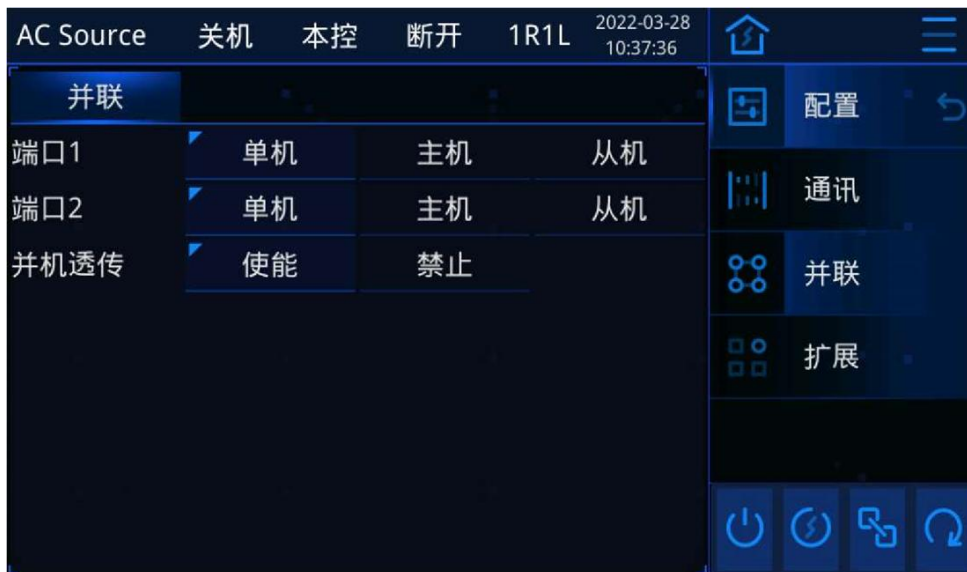 AC Source 关机 本控 断开 1R1L 2022-03-28
10:37:36
并联
端口1 单机 主机 从机
端口2 单机 主机 从机
并机透传 使能 禁止
配置
通讯
并联
扩展